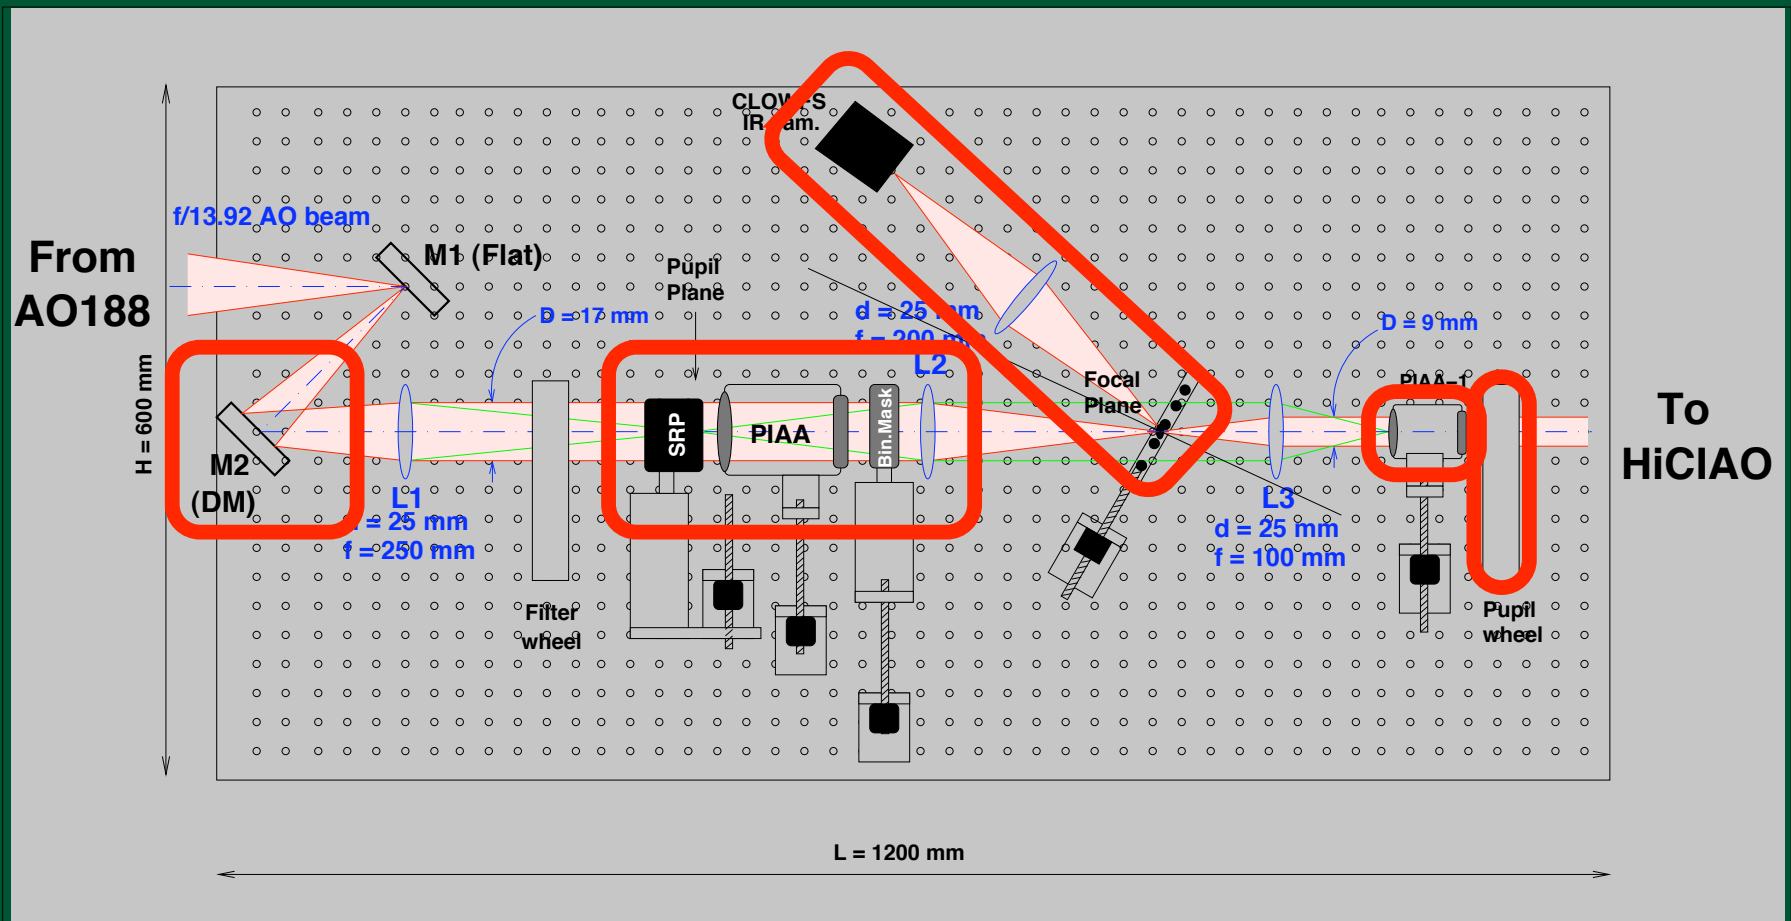 CLOWFS
IR Cam.
f/13.92 AO beam
From
AO188
M1 (Flat)
Pupil
Plane
D = 17 mm
d = 25 mm
f = 200 mm
L2
D = 9 mm
To
HiCIAO
H = 600 mm
Focal
Plane
PIAA-1
SRP
PIAA
Bin.Mask
M2
(DM)
L1
d = 25 mm
f = 250 mm
L3
d = 25 mm
f = 100 mm
Filter
wheel
Pupil
wheel
L = 1200 mm